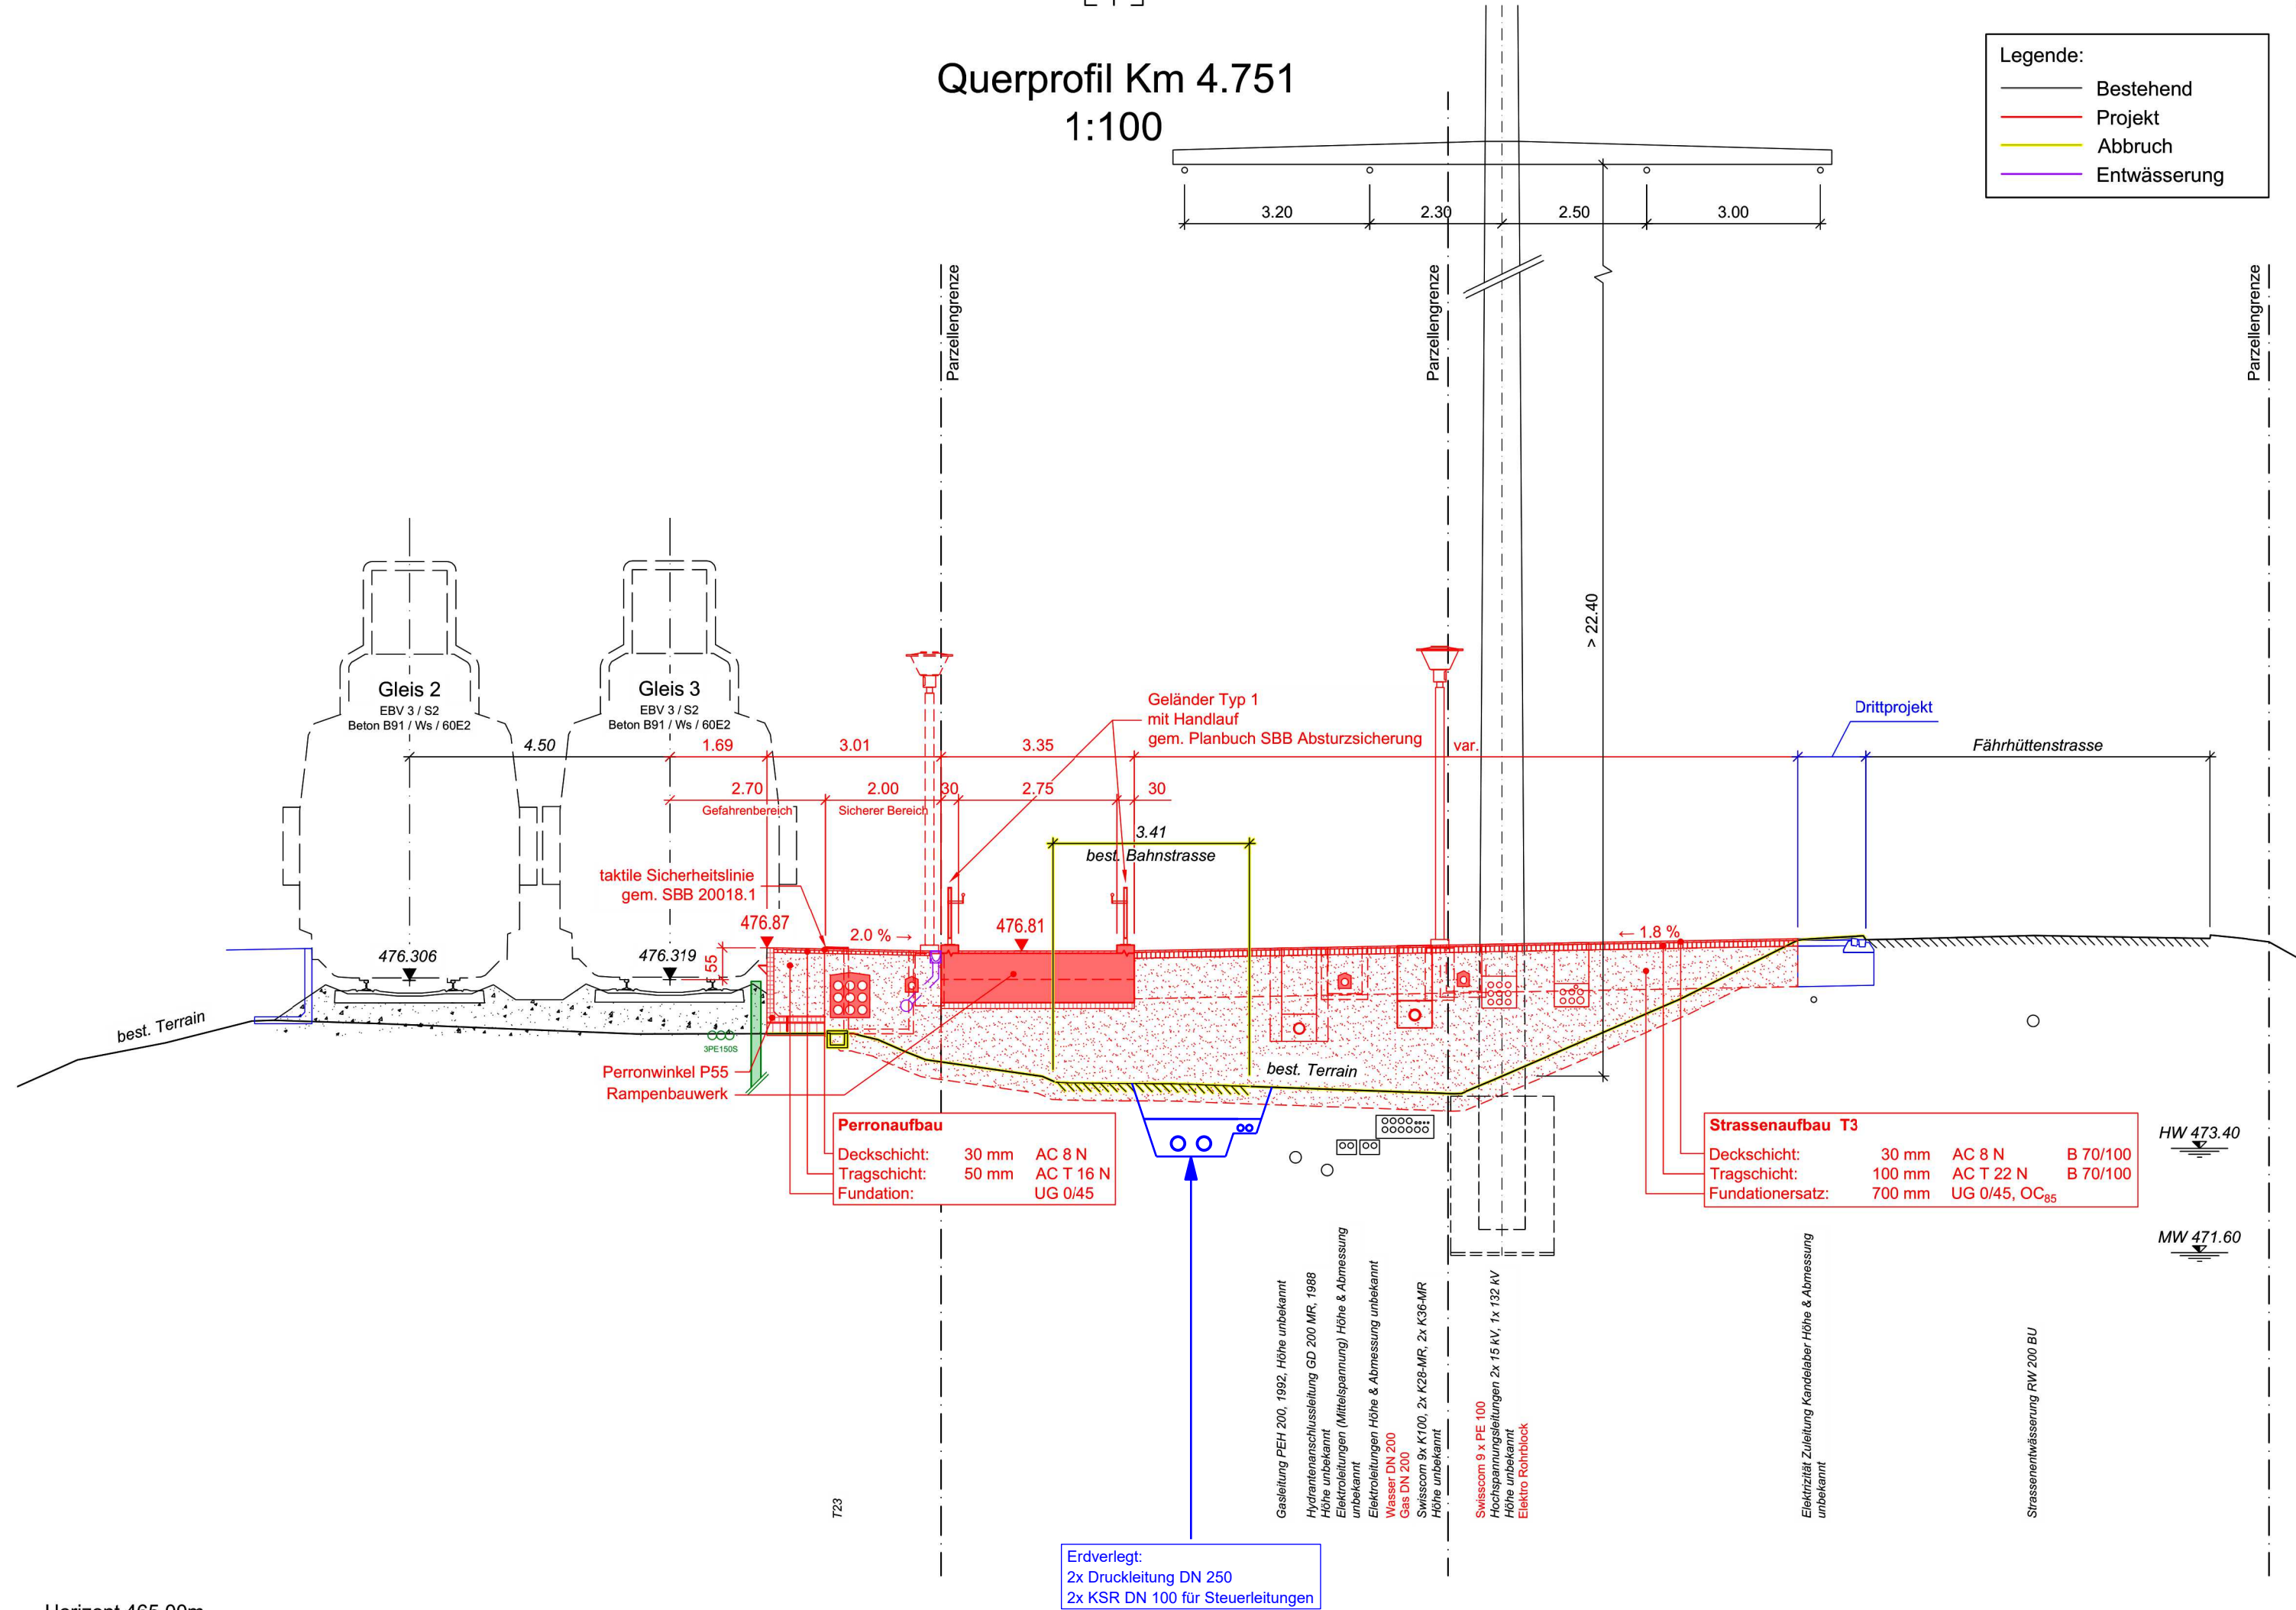 Querprofil Km 4.751
1:100
Legende:
Bestehend
Projekt
Abbruch
Entwässerung
3.20
2.30
2.50
3.00
Parzellengrenze
Parzellengrenze
Parzellengrenze
> 22.40
Gleis 2
EBV 3 / S2
Beton B91 / Ws / 60E2
Gleis 3
EBV 3 / S2
Beton B91 / Ws / 60E2
Geländer Typ 1
mit Handlauf
gem. Planbuch SBB Absturzsicherung
Drittprojekt
4.50
1.69
3.01
3.35
var.
Fährhüttenstrasse
2.70
2.00
30
2.75
30
Gefahrenbereich
Sicherer Bereich
3.41
best. Bahnstrasse
taktile Sicherheitslinie
gem. SBB 20018.1
476.87
476.81
2.0 % →
← 1.8 %
476.306
476.319
55
best. Terrain
3PE150S
best. Terrain
Perronwinkel P55
Rampenbauwerk
Perronaufbau
Deckschicht: 30 mm AC 8 N
Tragschicht: 50 mm AC T 16 N
Fundation: UG 0/45
Strassenaufbau T3
Deckschicht: 30 mm AC 8 N B 70/100
Tragschicht: 100 mm AC T 22 N B 70/100
Fundationersatz: 700 mm UG 0/45, OC85
HW 473.40
MW 471.60
T23
Gasleitung PEH 200, 1992, Höhe unbekannt
Hydrantenanschlussleitung GD 200 MR, 1988
Höhe unbekannt
Elektroleitungen (Mittelspannung) Höhe & Abmessung
unbekannt
Elektroleitungen Höhe & Abmessung unbekannt
Wasser DN 200
Gas DN 200
Swisscom 9x K100, 2x K28-MR, 2x K36-MR
Höhe unbekannt
Swisscom 9 x PE 100
Hochspannungsleitungen 2x 15 kV, 1x 132 kV
Höhe unbekannt
Elektro Rohrblock
Elektrizität Zuleitung Kandelaber Höhe & Abmessung
unbekannt
Strassenentwässerung RW 200 BU
Erdverlegt:
2x Druckleitung DN 250
2x KSR DN 100 für Steuerleitungen
Horizont 465.00m